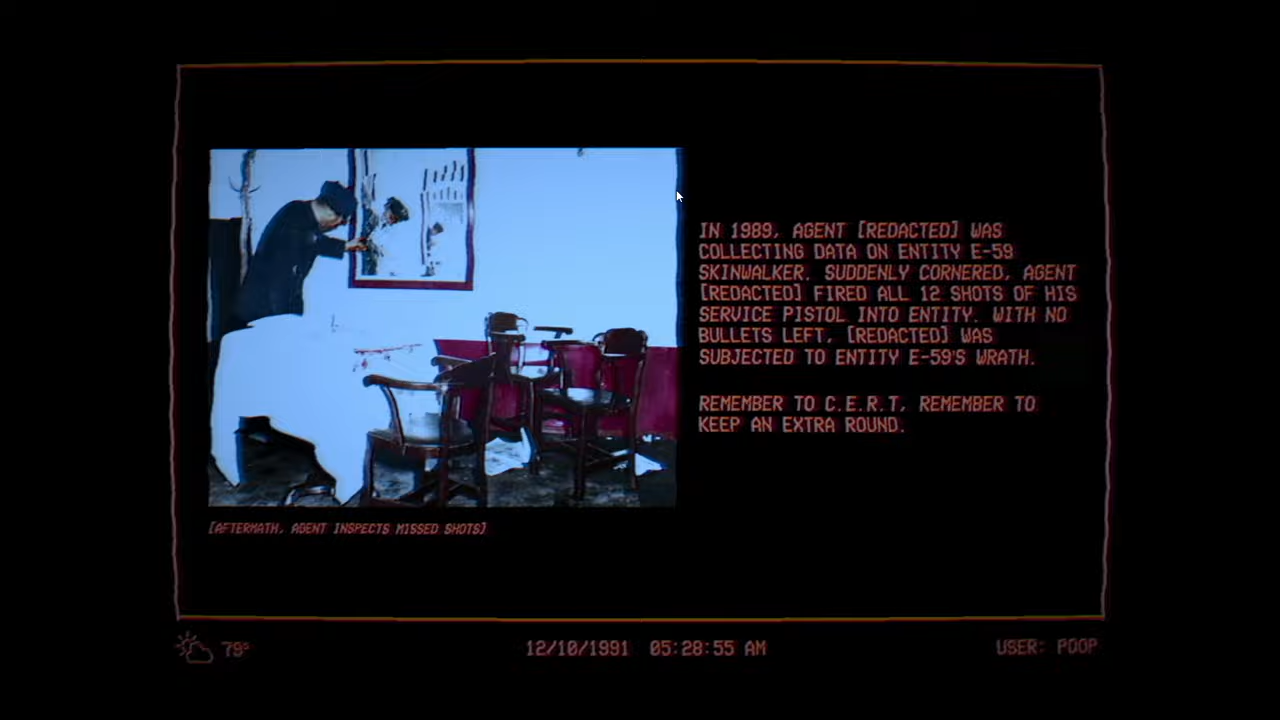 IN 1989, AGENT [REDACTED] WAS
COLLECTING DATA ON ENTITY E-59
SKINWALKER. SUDDENLY CORNERED, AGENT
[REDACTED] FIRED ALL 12 SHOTS OF HIS
SERVICE PISTOL INTO ENTITY. WITH NO
BULLETS LEFT, [REDACTED] WAS
SUBJECTED TO ENTITY E-59'S WRATH.
REMEMBER TO C.E.R.T, REMEMBER TO
KEEP AN EXTRA ROUND.
[AFTERMATH, AGENT INSPECTS MISSED SHOTS]
79°
12/10/1991 05:28:55 AM
USER: POOP